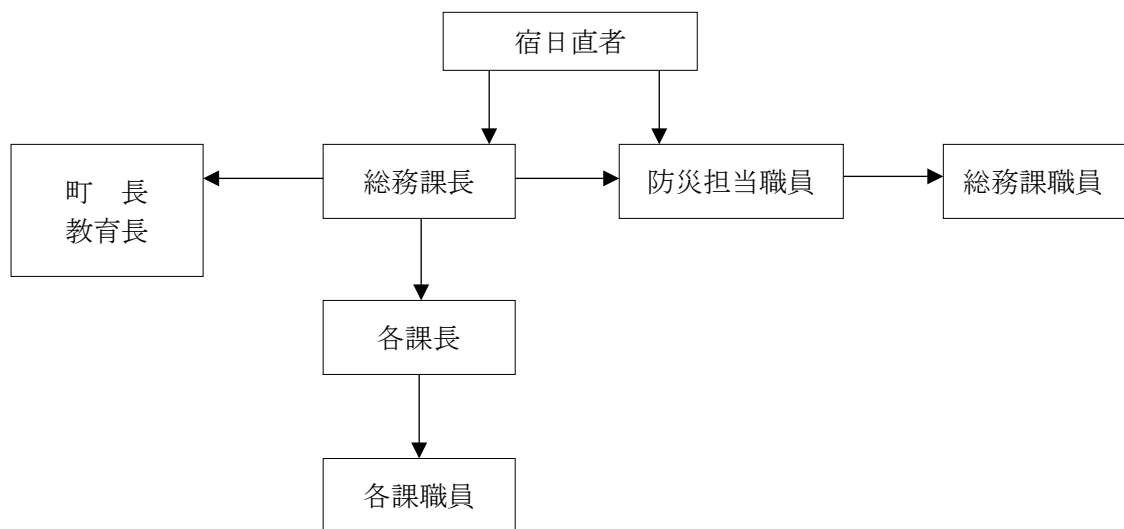 宿日直者
町　長
教育長
総務課長
防災担当職員
総務課職員
各課長
各課職員